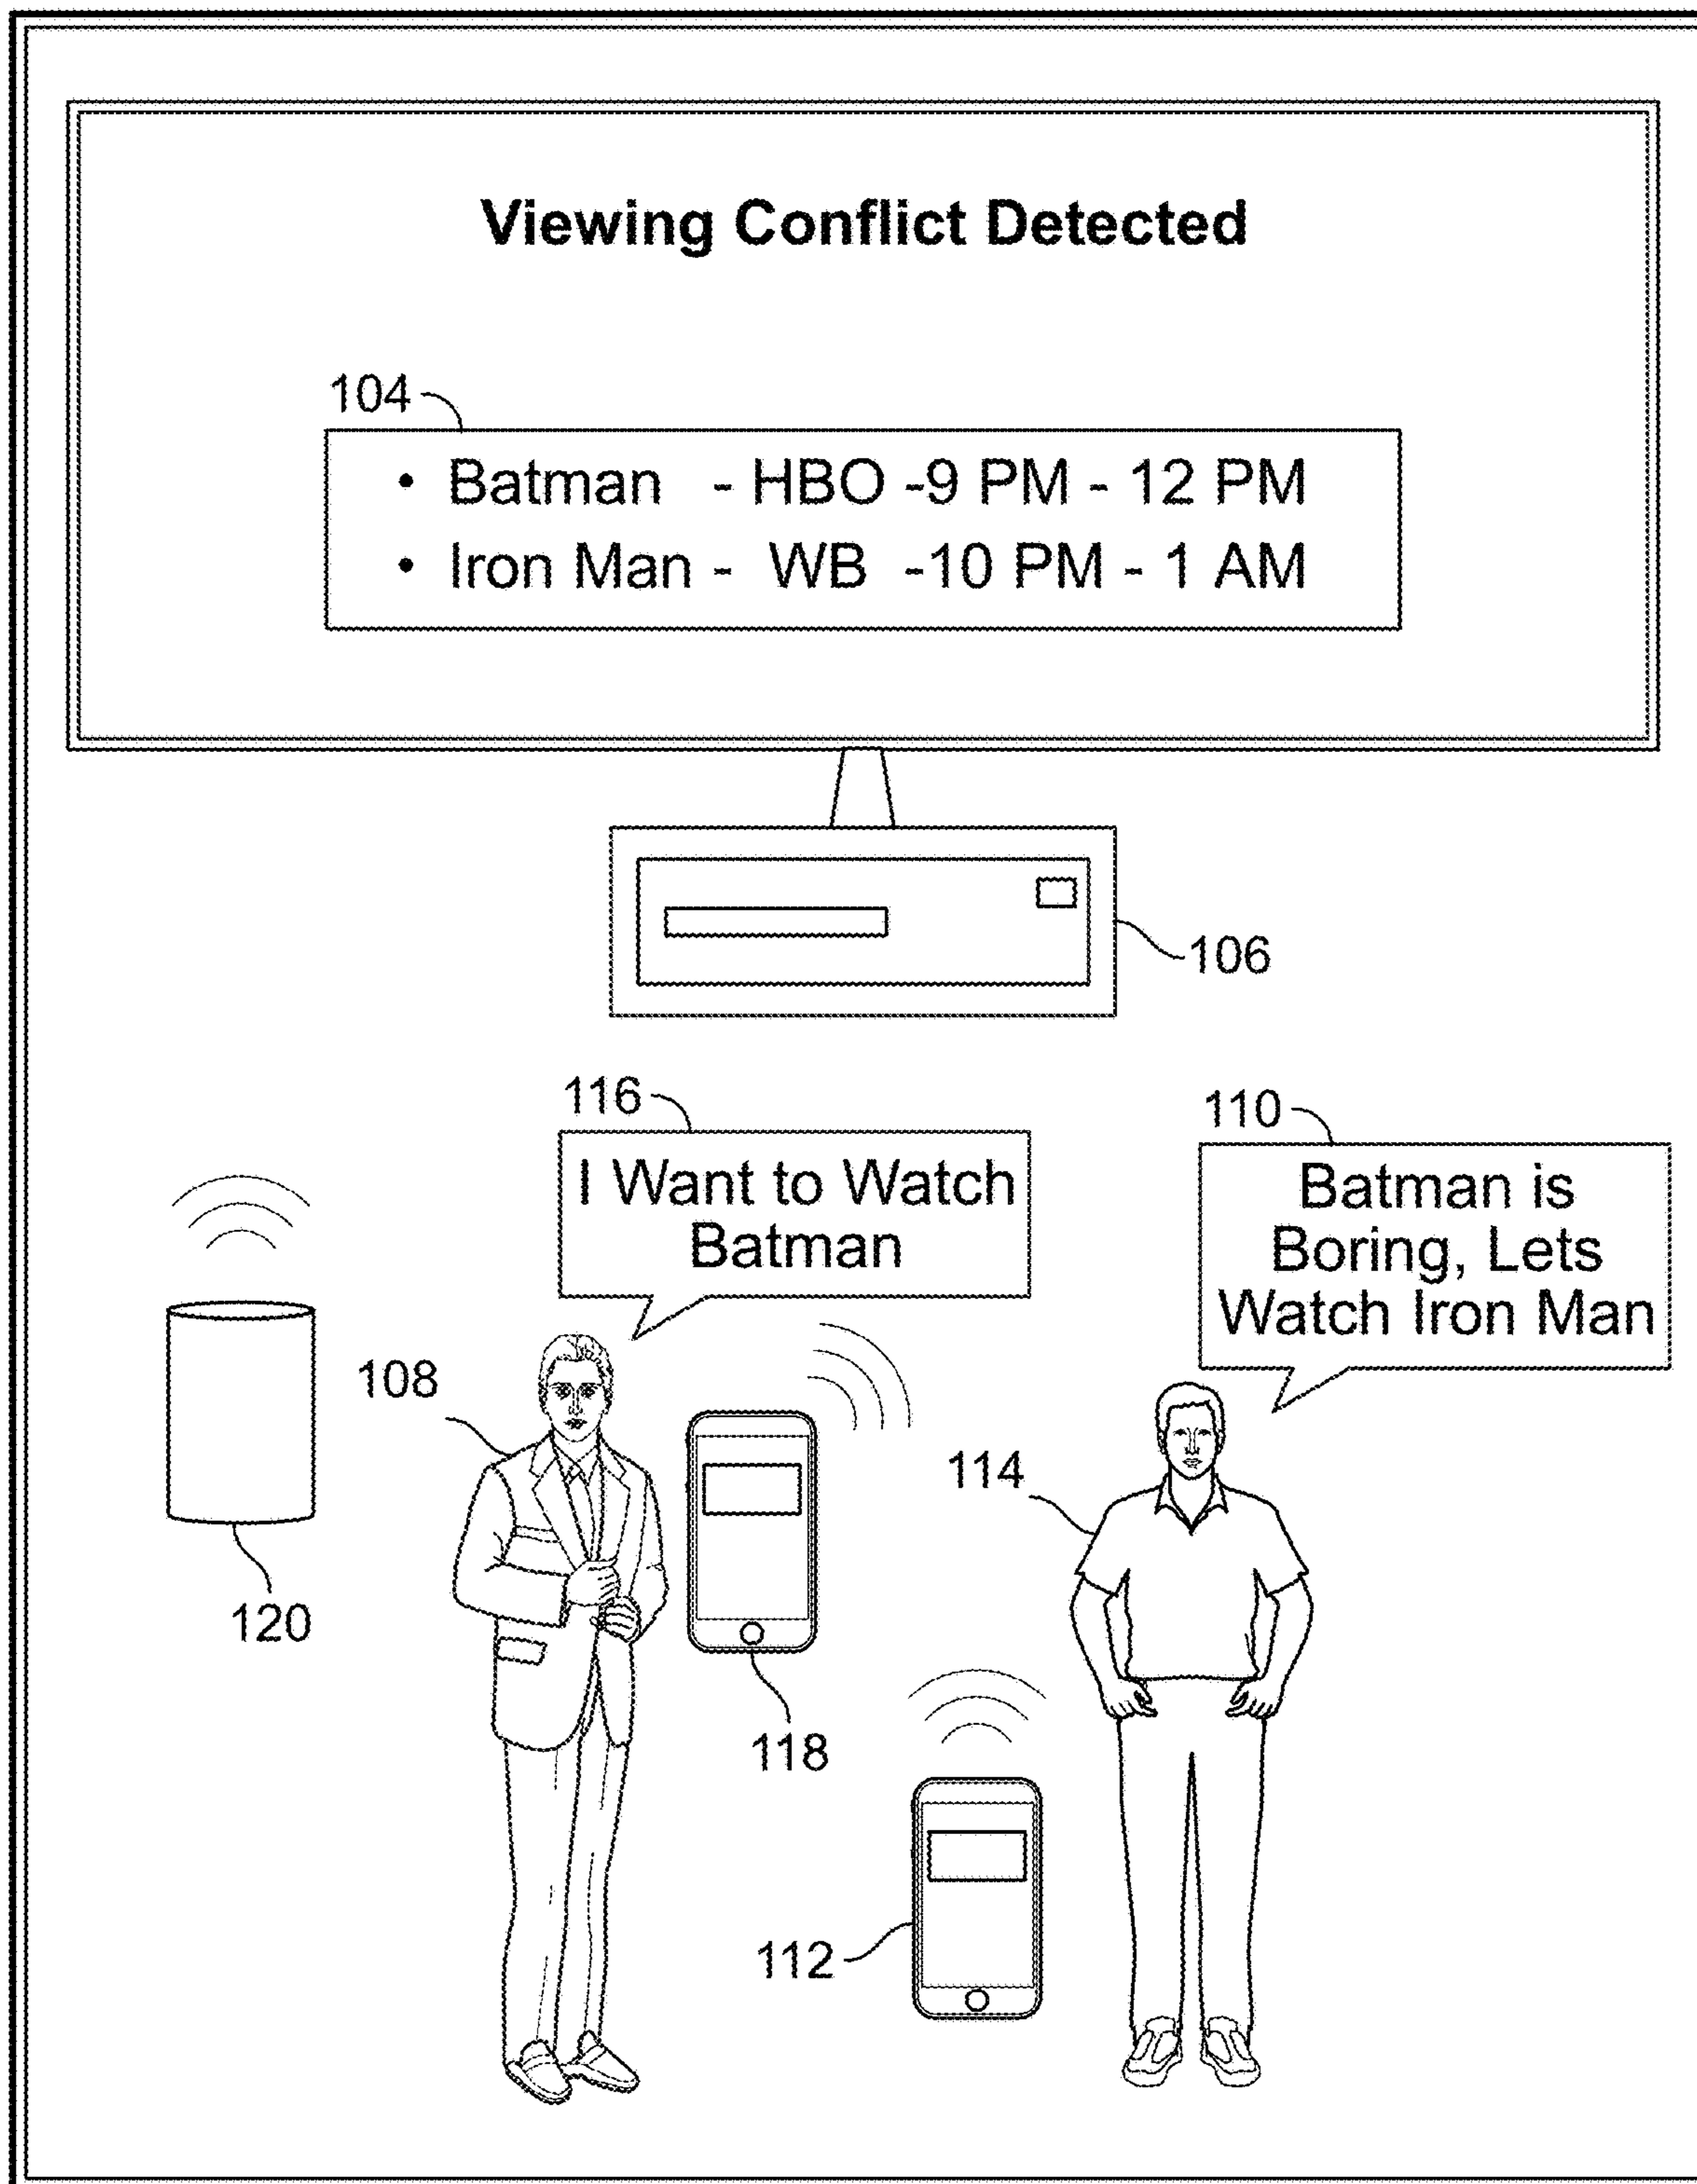 Viewing Conflict Detected
104
• Batman - HBO -9 PM - 12 PM
• Iron Man - WB -10 PM - 1 AM
106
116
I Want to Watch
Batman
110
Batman is
Boring, Lets
Watch Iron Man
108
114
120
118
112